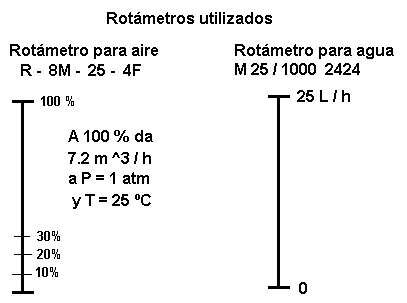 Rotámetros utilizados
Rotámetro para aire
R - 8M - 25 - 4F
100 %
A 100 % da
7.2 m ^3 / h
a P = 1 atm
y T = 25 ºC
30%
20%
10%
Rotámetro para agua
M 25 / 1000 2424
25 L / h
0